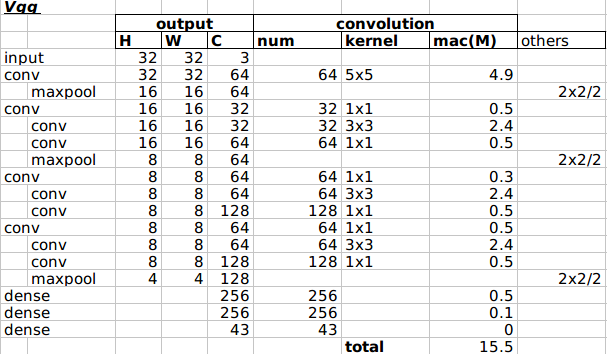 Vgg
output convolution
H W C num kernel mac(M) others
input 32 32 3
conv 32 32 64 64 5x5 4.9
maxpool 16 16 64 2x2/2
conv 16 16 32 32 1x1 0.5
conv 16 16 32 32 3x3 2.4
conv 16 16 64 64 1x1 0.5
maxpool 8 8 64 2x2/2
conv 8 8 64 64 1x1 0.3
conv 8 8 64 64 3x3 2.4
conv 8 8 128 128 1x1 0.5
conv 8 8 64 64 1x1 0.5
conv 8 8 64 64 3x3 2.4
conv 8 8 128 128 1x1 0.5
maxpool 4 4 128 2x2/2
dense 256 256 0.5
dense 256 256 0.1
dense 43 43 0
total 15.5